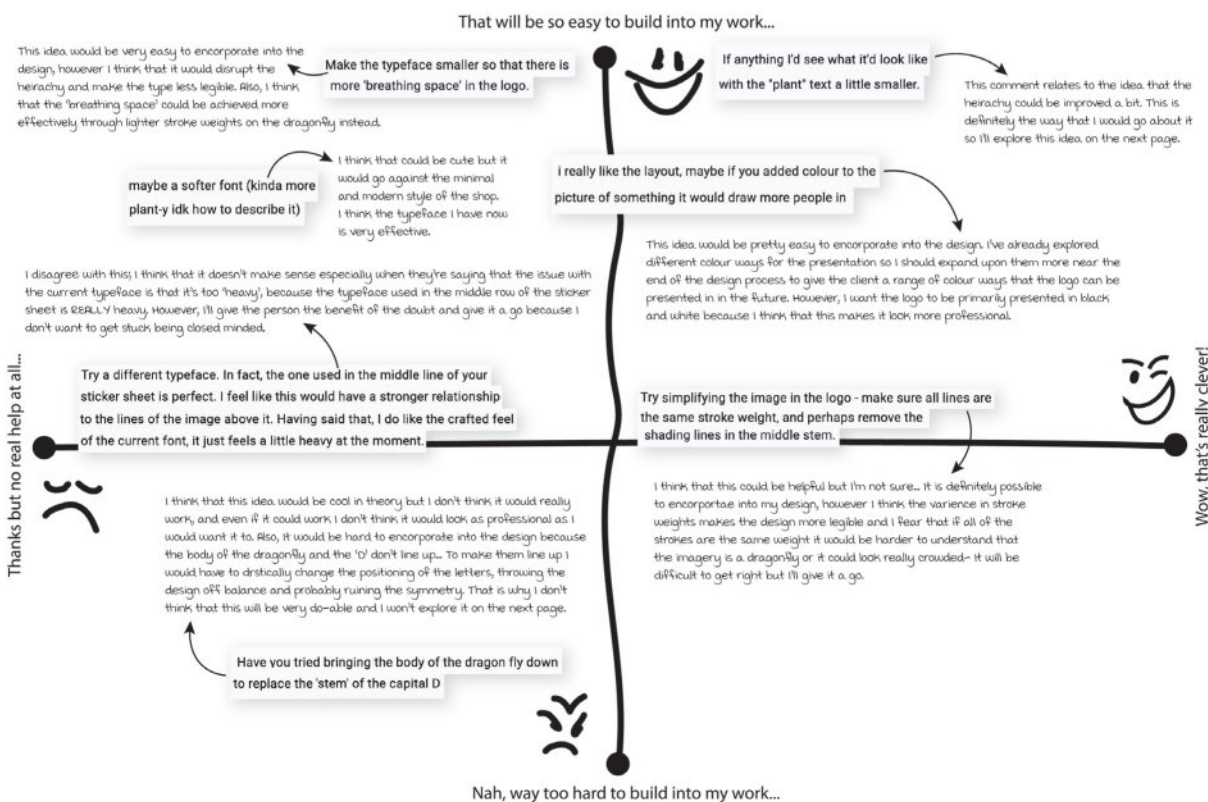 That will be so easy to build into my work...
This idea would be very easy to encorporate into the
design, however I think that it would disrupt the
heirachy and make the type less legible. Also, I think
that the 'breathing space' could be achieved more
effectively through lighter stroke weights on the dragonfly instead.
Make the typeface smaller so that there is
more 'breathing space' in the logo.
If anything I'd see what it'd look like
with the "plant" text a little smaller.
This comment relates to the idea that the
heirachy could be improved a bit. This is
definitely the way that I would go about it
so I'll explore this idea on the next page.
maybe a softer font (kinda more
plant-y idk how to describe it)
I think that could be cute but it
would go against the minimal
and modern style of the shop.
I think the typeface I have now
is very effective.
i really like the layout, maybe if you added colour to the
picture of something it would draw more people in
This idea would be pretty easy to encorporate into the design. I've already explored
different colour ways for the presentation so I should expand upon them more near the
end of the design process to give the client a range of colour ways that the logo can be
presented in in the future. However, I want the logo to be primarily presented in black
and white because I think that this makes it look more professional.
I disagree with this; I think that it doesn't make sense especially when they're saying that the issue with
the current typeface is that it's too 'heavy', because the typeface used in the middle row of the sticker
sheet is REALLY heavy. However, I'll give the person the benefit of the doubt and give it a go because I
don't want to get stuck being closed minded.
Try a different typeface. In fact, the one used in the middle line of your
sticker sheet is perfect. I feel like this would have a stronger relationship
to the lines of the image above it. Having said that, I do like the crafted feel
of the current font, it just feels a little heavy at the moment.
Try simplifying the image in the logo - make sure all lines are
the same stroke weight, and perhaps remove the
shading lines in the middle stem.
Thanks but no real help at all...
Wow, that's really clever!
I think that this idea would be cool in theory but I don't think it would really
work, and even if it could work I don't think it would look as professional as I
would want it to. Also, it would be hard to encorporate into the design because
the body of the dragonfly and the 'D' don't line up... To make them line up I
would have to drstically change the positioning of the letters, throwing the
design off balance and probably ruining the symmetry. That is why I don't
think that this will be very do-able and I won't explore it on the next page.
I think that this could be helpful but I'm not sure... It is definitely possible
to encorportae into my design, however I think the varience in stroke
weights makes the design more legible and I fear that if all of the
strokes are the same weight it would be harder to understand that
the imagery is a dragonfly or it could look really crowded- it will be
difficult to get right but I'll give it a go.
Have you tried bringing the body of the dragon fly down
to replace the 'stem' of the capital D
Nah, way too hard to build into my work...